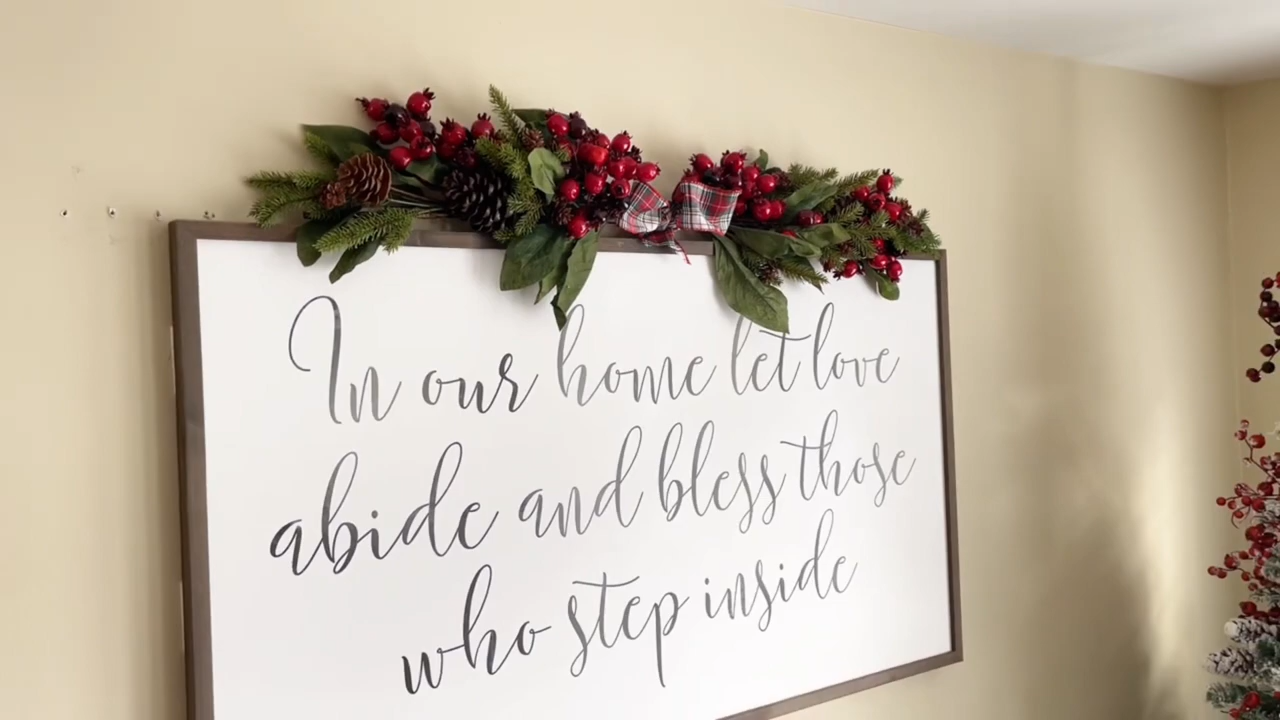 In our home let love
abide and bless those
who step inside